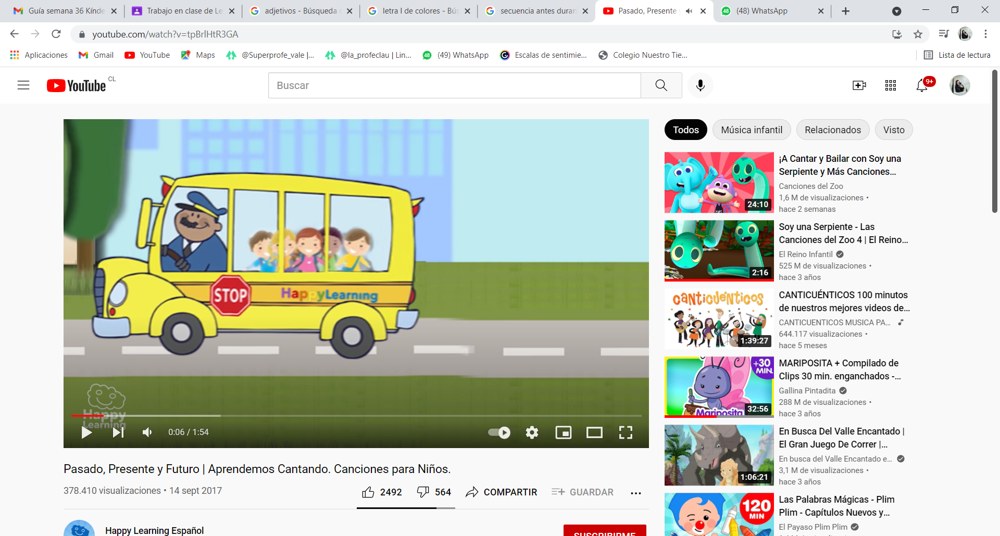 Guía semana 36 Kínde
Trabajo en clase de Le
adjetivos - Búsqueda
letra l de colores - Bús
secuencia antes duran
Pasado, Presente
(48) WhatsApp
youtube.com/watch?v=tpBrlHtR3GA
Aplicaciones
Gmail
YouTube
Maps
@Superprofe_vale |...
@la_profeclau | Lin...
(49) WhatsApp
Escalas de sentimie...
Colegio Nuestro Tie...
Lista de lectura
YouTube CL
Buscar
9+
STOP
HappyLearning
Happy
Learning
0:06 / 1:54
Pasado, Presente y Futuro | Aprendemos Cantando. Canciones para Niños.
378.410 visualizaciones • 14 sept 2017
2492
564
COMPARTIR
GUARDAR
Happy Learning Español
SUSCRIBIRME
Todos
Música infantil
Relacionados
Visto
24:10
¡A Cantar y Bailar con Soy una
Serpiente y Más Canciones...
Canciones del Zoo
1,6 M de visualizaciones •
hace 2 semanas
2:16
Soy una Serpiente - Las
Canciones del Zoo 4 | El Reino...
El Reino Infantil
525 M de visualizaciones •
hace 3 años
canticuénticos
1:39:27
CANTICUÉNTICOS 100 minutos
de nuestros mejores videos de...
CANTICUENTICOS MUSICA PA...
644.117 visualizaciones •
hace 5 meses
+30
MIN.
Mariposita
32:56
MARIPOSITA + Compilado de
Clips 30 min. enganchados -...
Gallina Pintadita
288 M de visualizaciones •
hace 3 años
1:06:21
En Busca Del Valle Encantado |
El Gran Juego De Correr |...
En busca del Valle Encantado e...
3,1 M de visualizaciones •
hace 3 años
120
MIN
Las Palabras Mágicas - Plim
Plim - Capítulos Nuevos y...
El Payaso Plim Plim